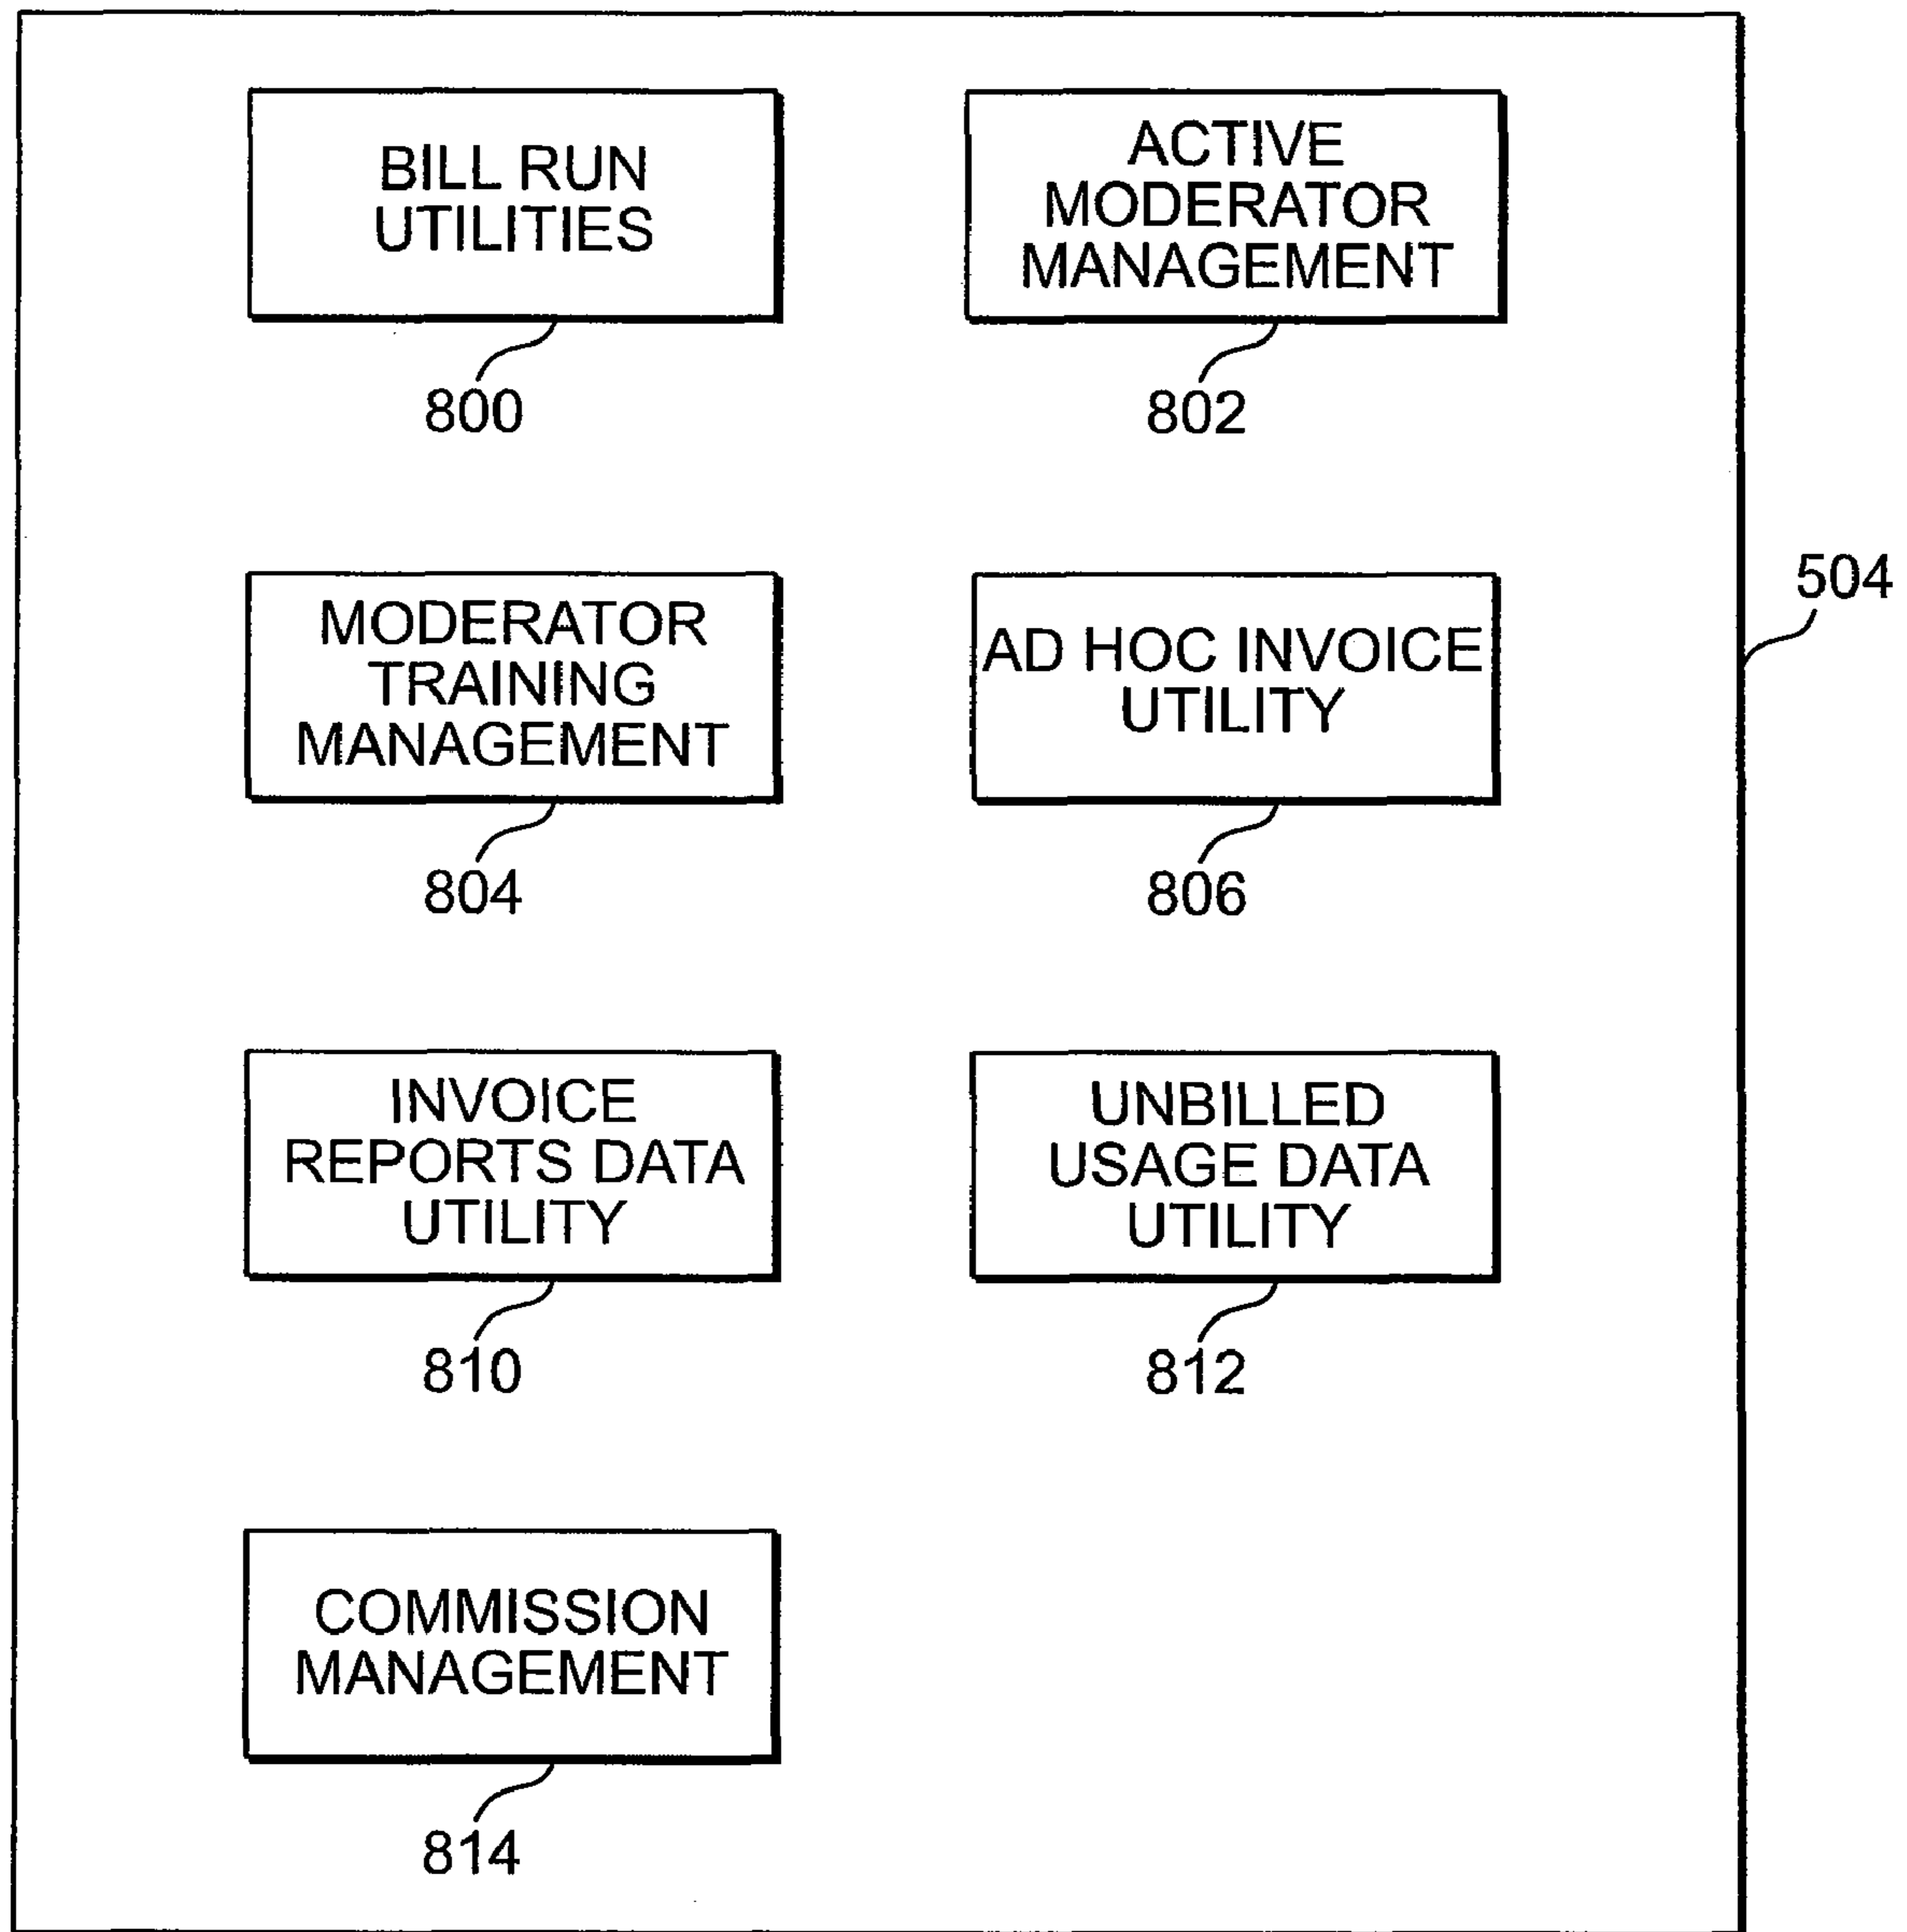 BILL RUN
UTILITIES
800
ACTIVE
MODERATOR
MANAGEMENT
802
504
MODERATOR
TRAINING
MANAGEMENT
804
AD HOC INVOICE
UTILITY
806
INVOICE
REPORTS DATA
UTILITY
810
UNBILLED
USAGE DATA
UTILITY
812
COMMISSION
MANAGEMENT
814